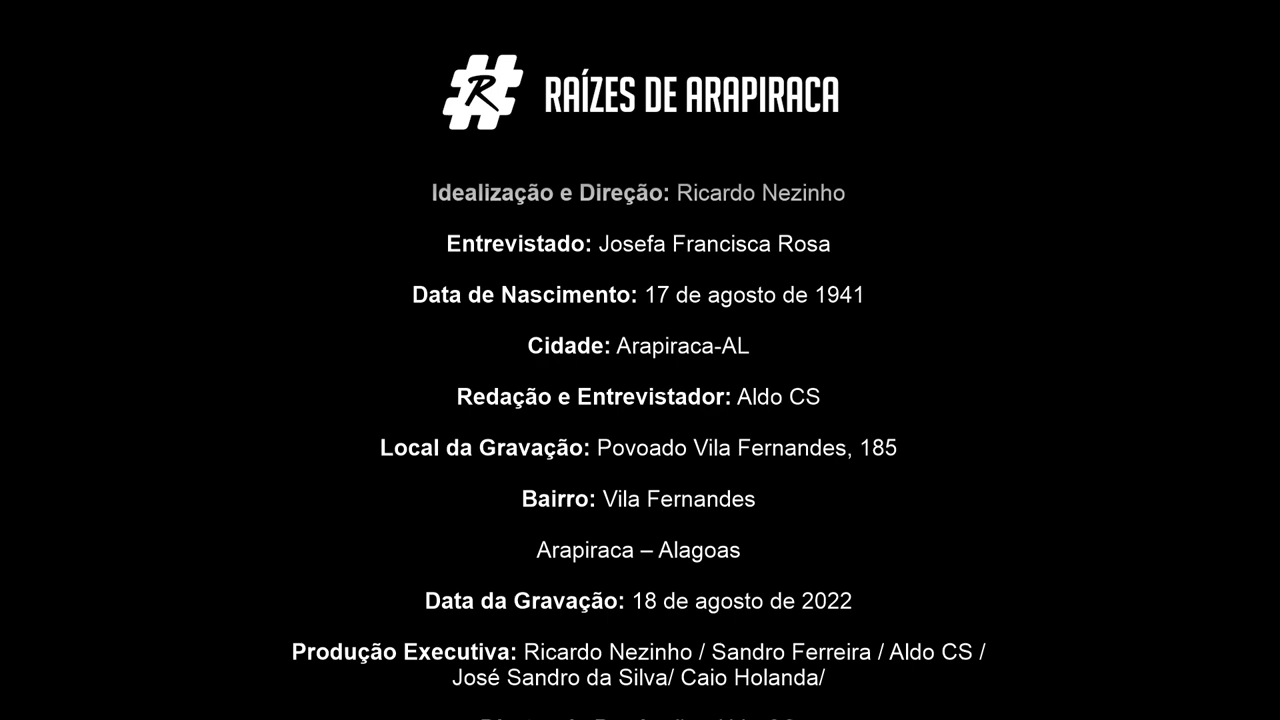 R RAÍZES DE ARAPIRACA
Idealização e Direção: Ricardo Nezinho
Entrevistado: Josefa Francisca Rosa
Data de Nascimento: 17 de agosto de 1941
Cidade: Arapiraca-AL
Redação e Entrevistador: Aldo CS
Local da Gravação: Povoado Vila Fernandes, 185
Bairro: Vila Fernandes
Arapiraca – Alagoas
Data da Gravação: 18 de agosto de 2022
Produção Executiva: Ricardo Nezinho / Sandro Ferreira / Aldo CS /
José Sandro da Silva/ Caio Holanda/